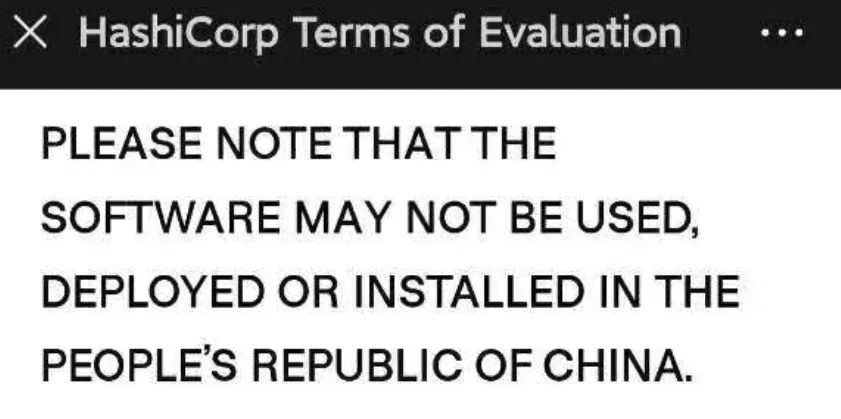 HashiCorp Terms of Evaluation
PLEASE NOTE THAT THE
SOFTWARE MAY NOT BE USED,
DEPLOYED OR INSTALLED IN THE
PEOPLE’S REPUBLIC OF CHINA.